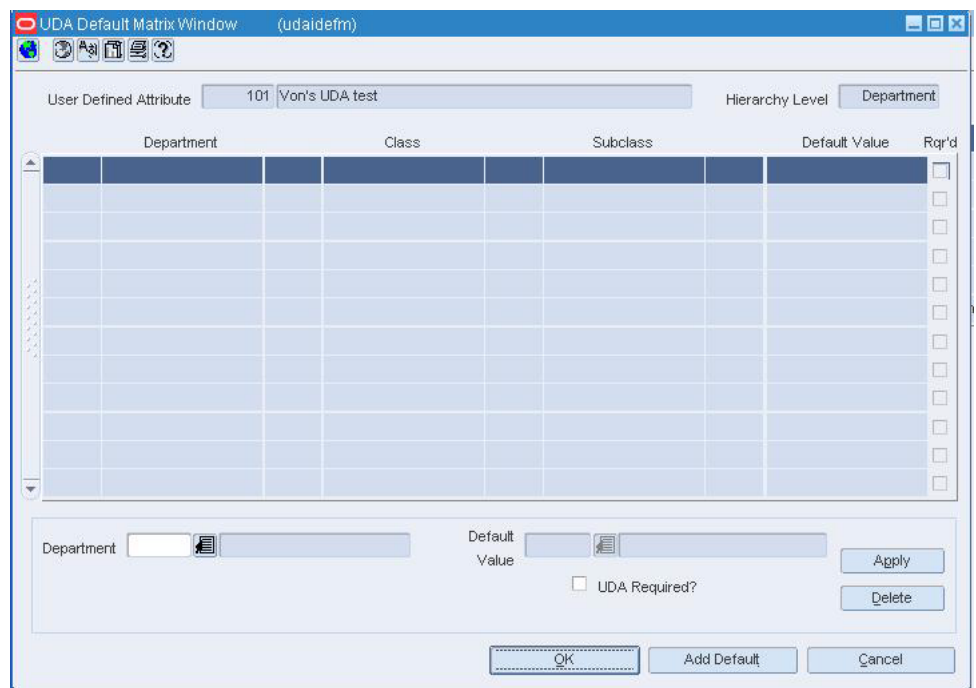 UDA Default Matrix Window (udaidefm)
User Defined Attribute 101 Von's UDA test Hierarchy Level Department
Department Class Subclass Default Value Rqr'd
Department Default Value
UDA Required?
Apply
Delete
OK Add Default Cancel